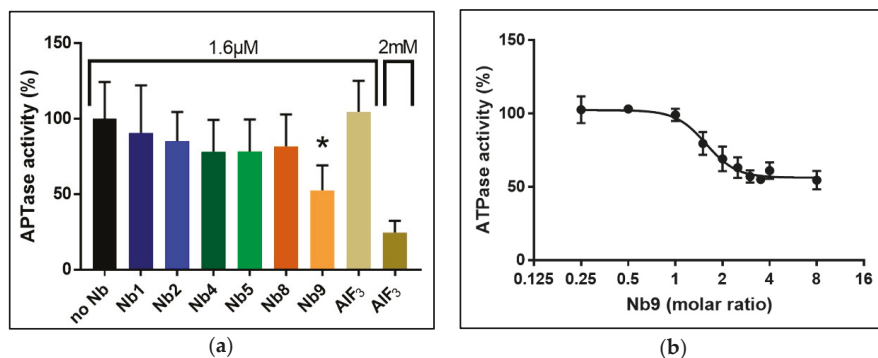 1.6μM
2mM
150
100
50
0
APTase activity (%)
*
no Nb
Nb1
Nb2
Nb4
Nb5
Nb8
Nb9
AlF3
AlF3
(a)
150
100
50
0
ATPase activity (%)
0.125 0.25 0.5 1 2 4 8 16
Nb9 (molar ratio)
(b)